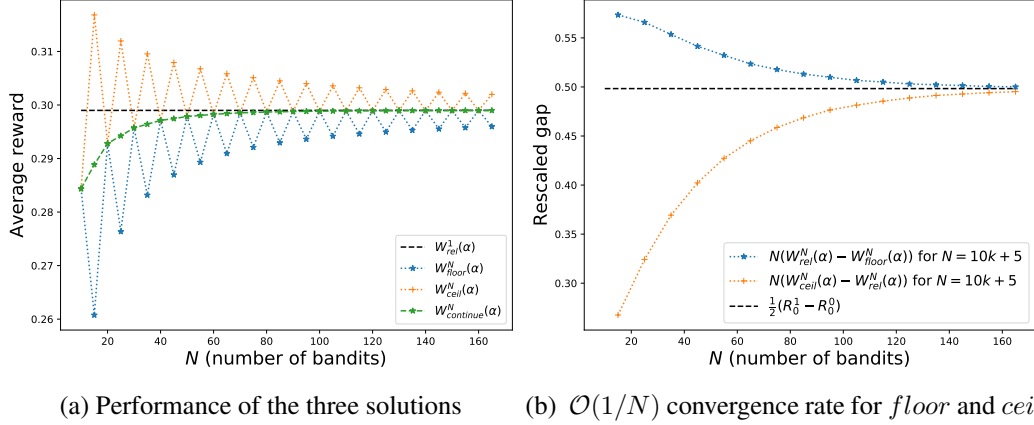 0.31
0.30
0.29
0.28
0.27
0.26
Average reward
20 40 60 80 100 120 140 160
N (number of bandits)
W¹_rel(α)
W^N_floor(α)
W^N_ceil(α)
W^N_continue(α)
0.55
0.50
0.45
0.40
0.35
0.30
Rescaled gap
20 40 60 80 100 120 140 160
N (number of bandits)
N(W^N_rel(α) − W^N_floor(α)) for N = 10k + 5
N(W^N_ceil(α) − W^N_rel(α)) for N = 10k + 5
½(R¹₀ − R⁰₀)
(a) Performance of the three solutions
(b) 𝒪(1/N) convergence rate for floor and cei